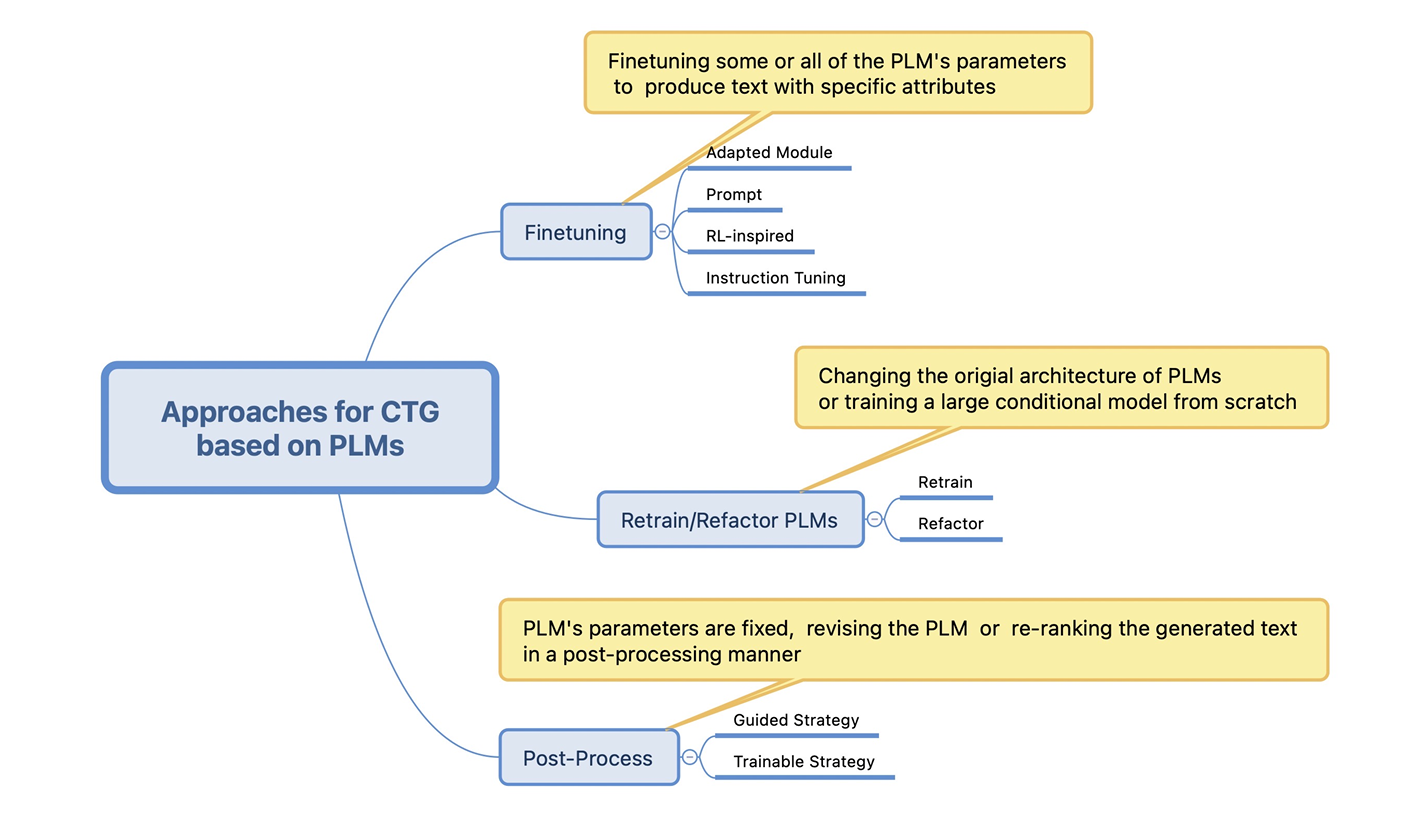 Finetuning some or all of the PLM's parameters
to produce text with specific attributes
Adapted Module
Prompt
Finetuning
RL-inspired
Instruction Tuning
Approaches for CTG
based on PLMs
Changing the origial architecture of PLMs
or training a large conditional model from scratch
Retrain
Retrain/Refactor PLMs
Refactor
PLM's parameters are fixed, revising the PLM or re-ranking the generated text
in a post-processing manner
Guided Strategy
Post-Process
Trainable Strategy